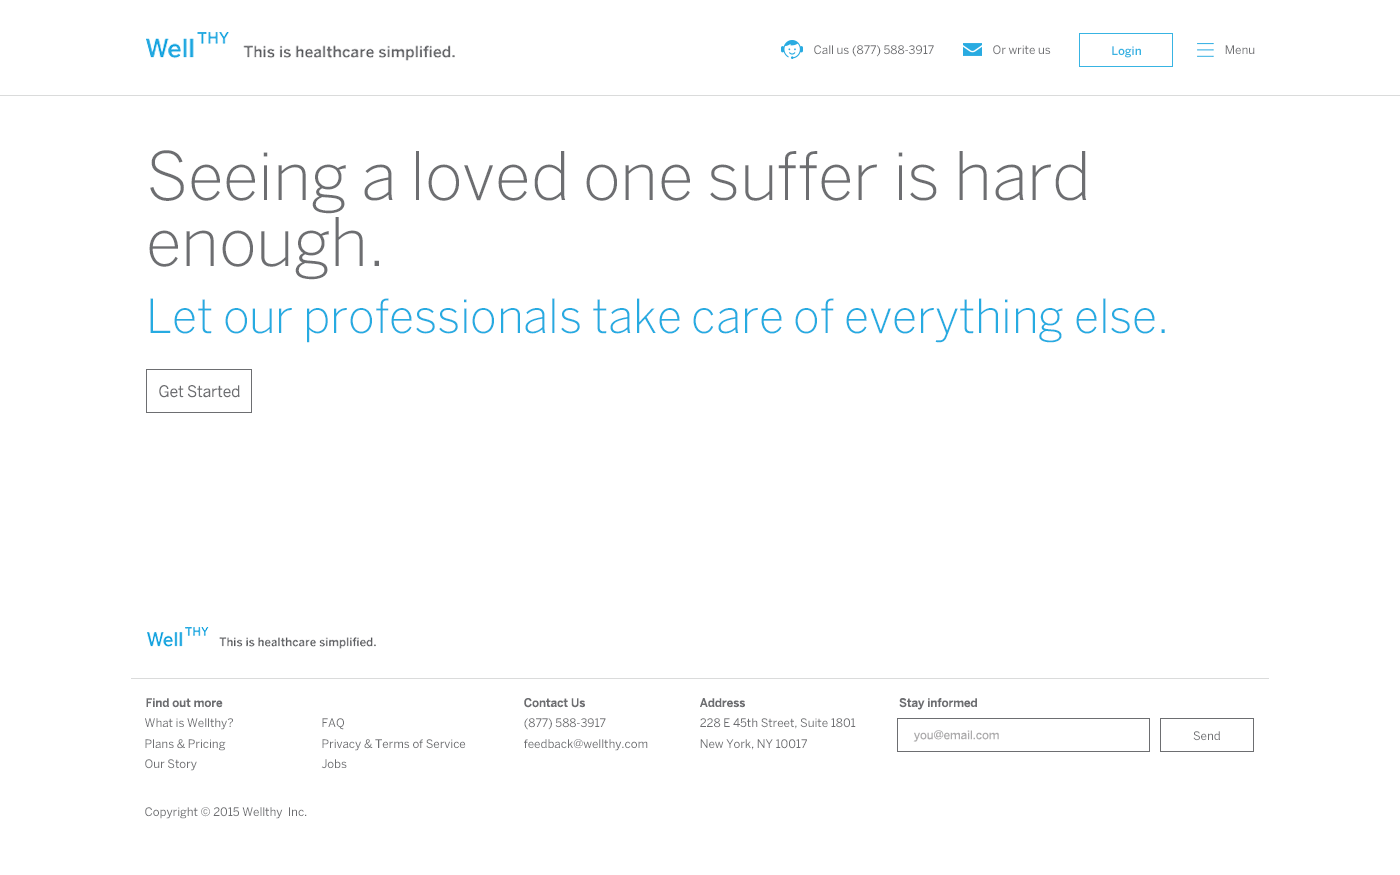 WellTHY This is healthcare simplified.
Call us (877) 588-3917
Or write us
Login
Menu
Seeing a loved one suffer is hard
enough.
Let our professionals take care of everything else.
Get Started
WellTHY This is healthcare simplified.
Find out more
What is Wellthy?
Plans & Pricing
Our Story
FAQ
Privacy & Terms of Service
Jobs
Contact Us
(877) 588-3917
feedback@wellthy.com
Address
228 E 45th Street, Suite 1801
New York, NY 10017
Stay informed
you@email.com
Send
Copyright © 2015 Wellthy Inc.